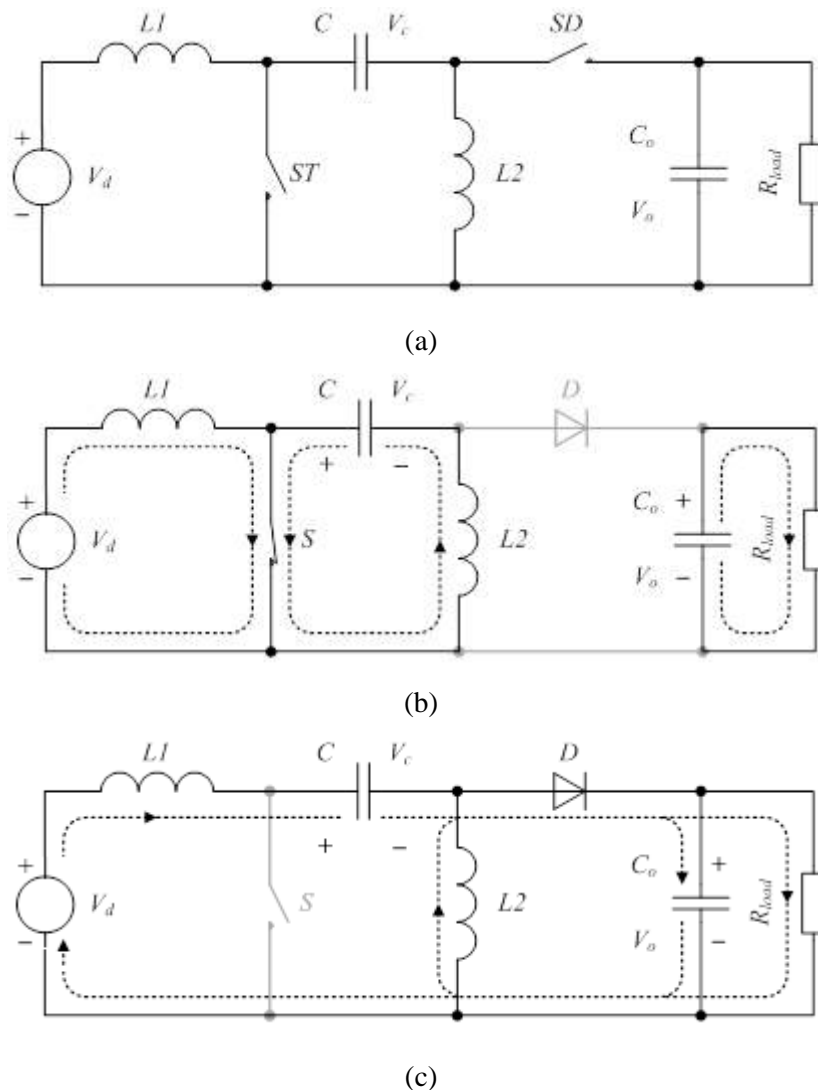 L1 C Vc SD
+ Vd − ST L2 Co Vo Rload
(a)
L1 C Vc D
+ Vd − S + − L2 Co + Vo − Rload
(b)
L1 C Vc D
+ Vd − S + − L2 Co + Vo − Rload
(c)